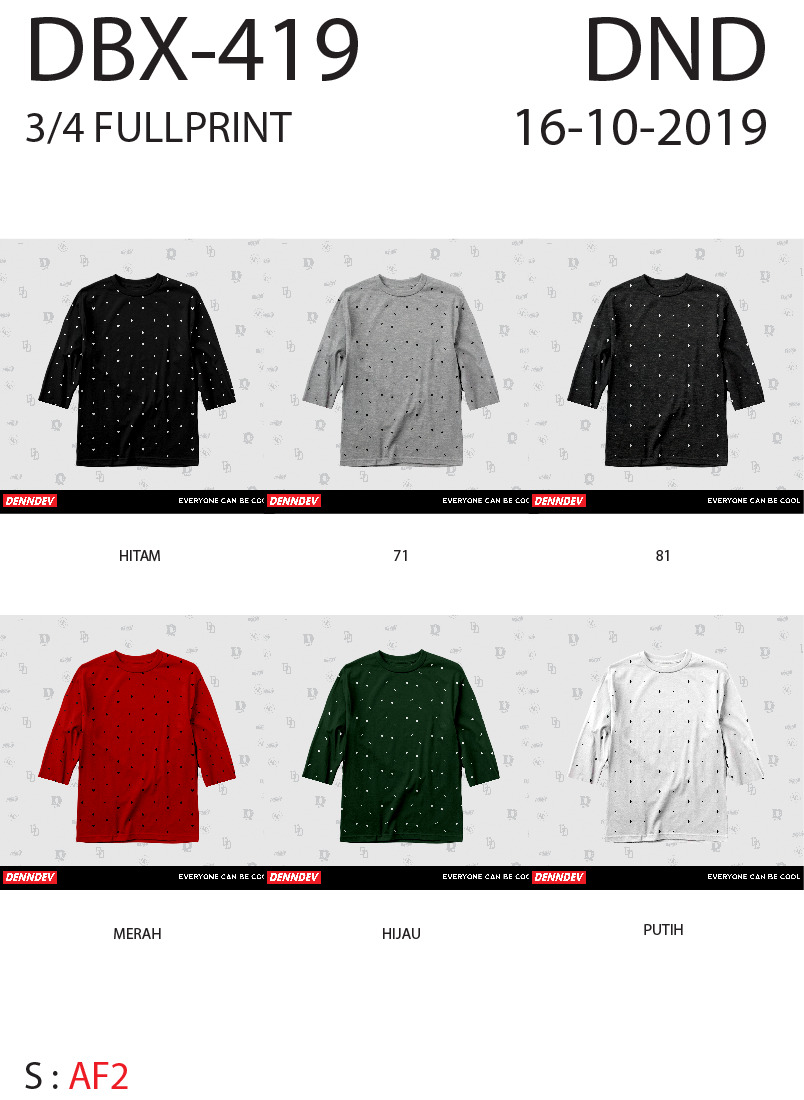 DBX-419 DND
3/4 FULLPRINT 16-10-2019
DENNDEV EVERYONE CAN BE COO DENNDEV EVERYONE CAN BE COO DENNDEV EVERYONE CAN BE COOL
HITAM 71 81
DENNDEV EVERYONE CAN BE COO DENNDEV EVERYONE CAN BE COO DENNDEV EVERYONE CAN BE COOL
MERAH HIJAU PUTIH
S : AF2